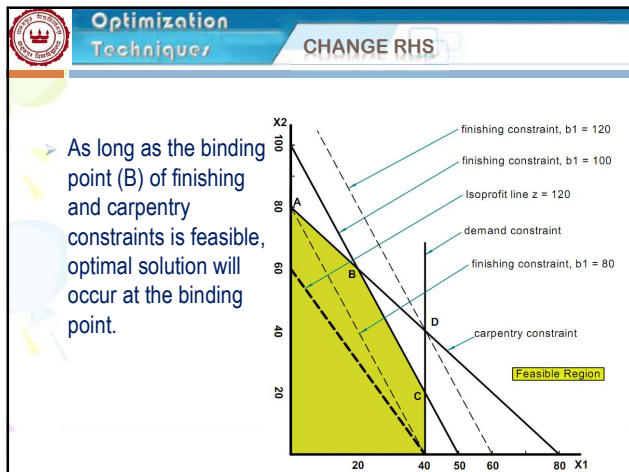 Optimization
Techniques
CHANGE RHS
As long as the binding
point (B) of finishing
and carpentry
constraints is feasible,
optimal solution will
occur at the binding
point.
X2
100
80
60
40
20
A
B
C
D
finishing constraint, b1 = 120
finishing constraint, b1 = 100
Isoprofit line z = 120
demand constraint
finishing constraint, b1 = 80
carpentry constraint
Feasible Region
20
40
50
60
80
X1